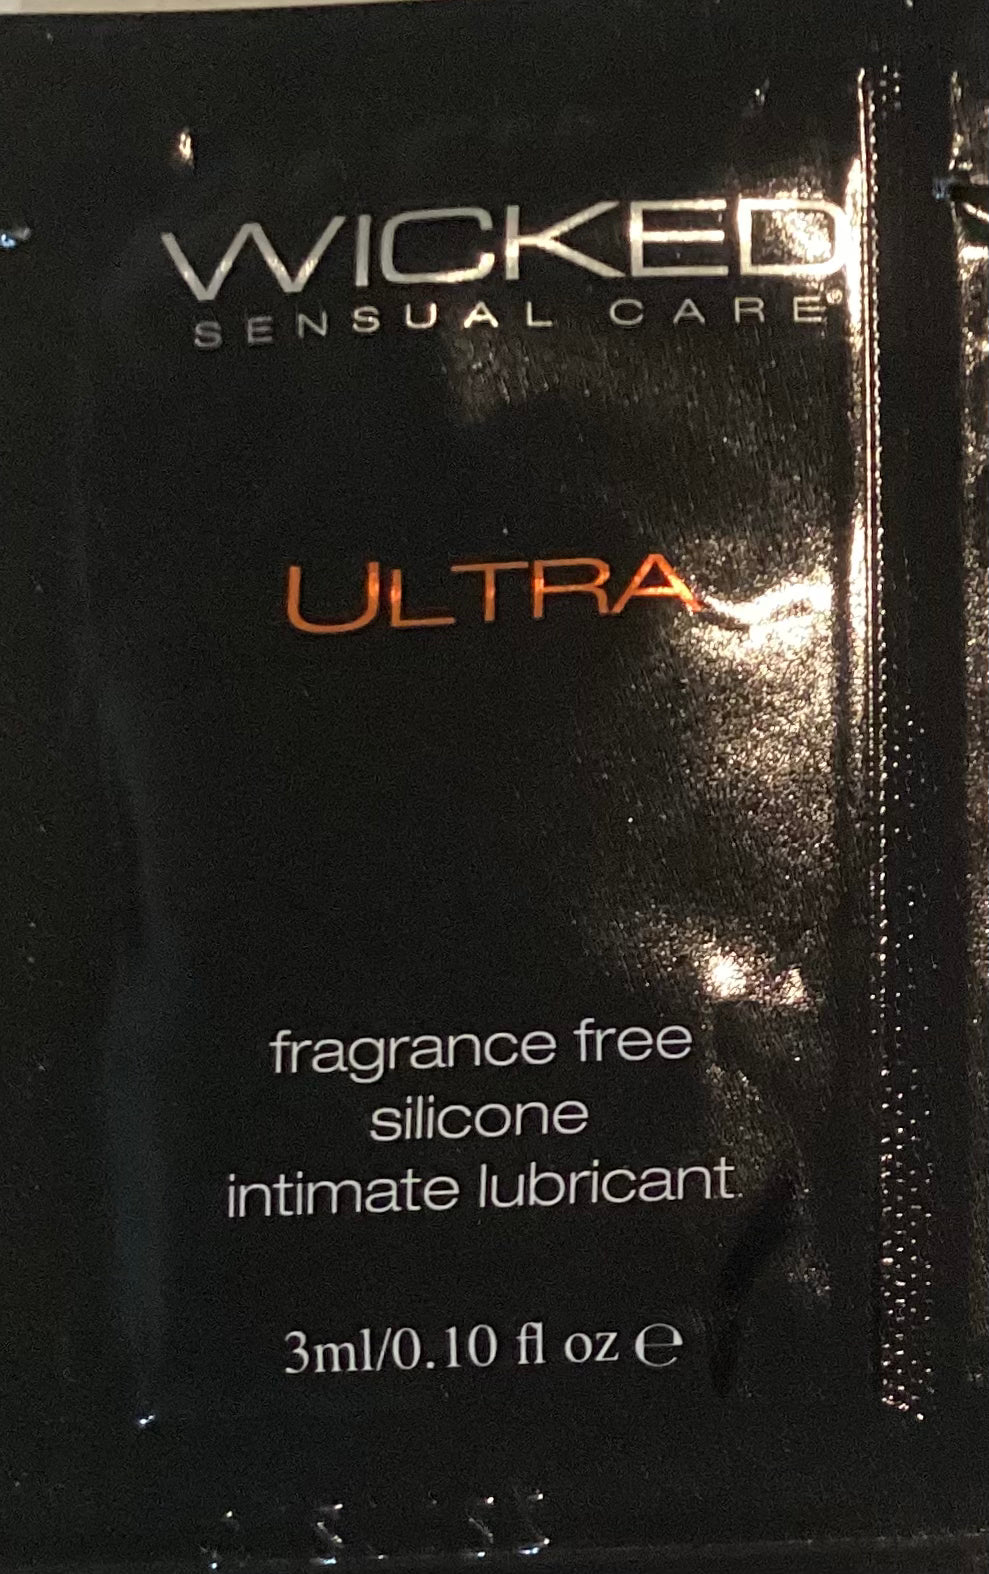 WICKED
SENSUAL CARE®
ULTRA
fragrance free
silicone
intimate lubricant
3ml/0.10 fl oz ℮